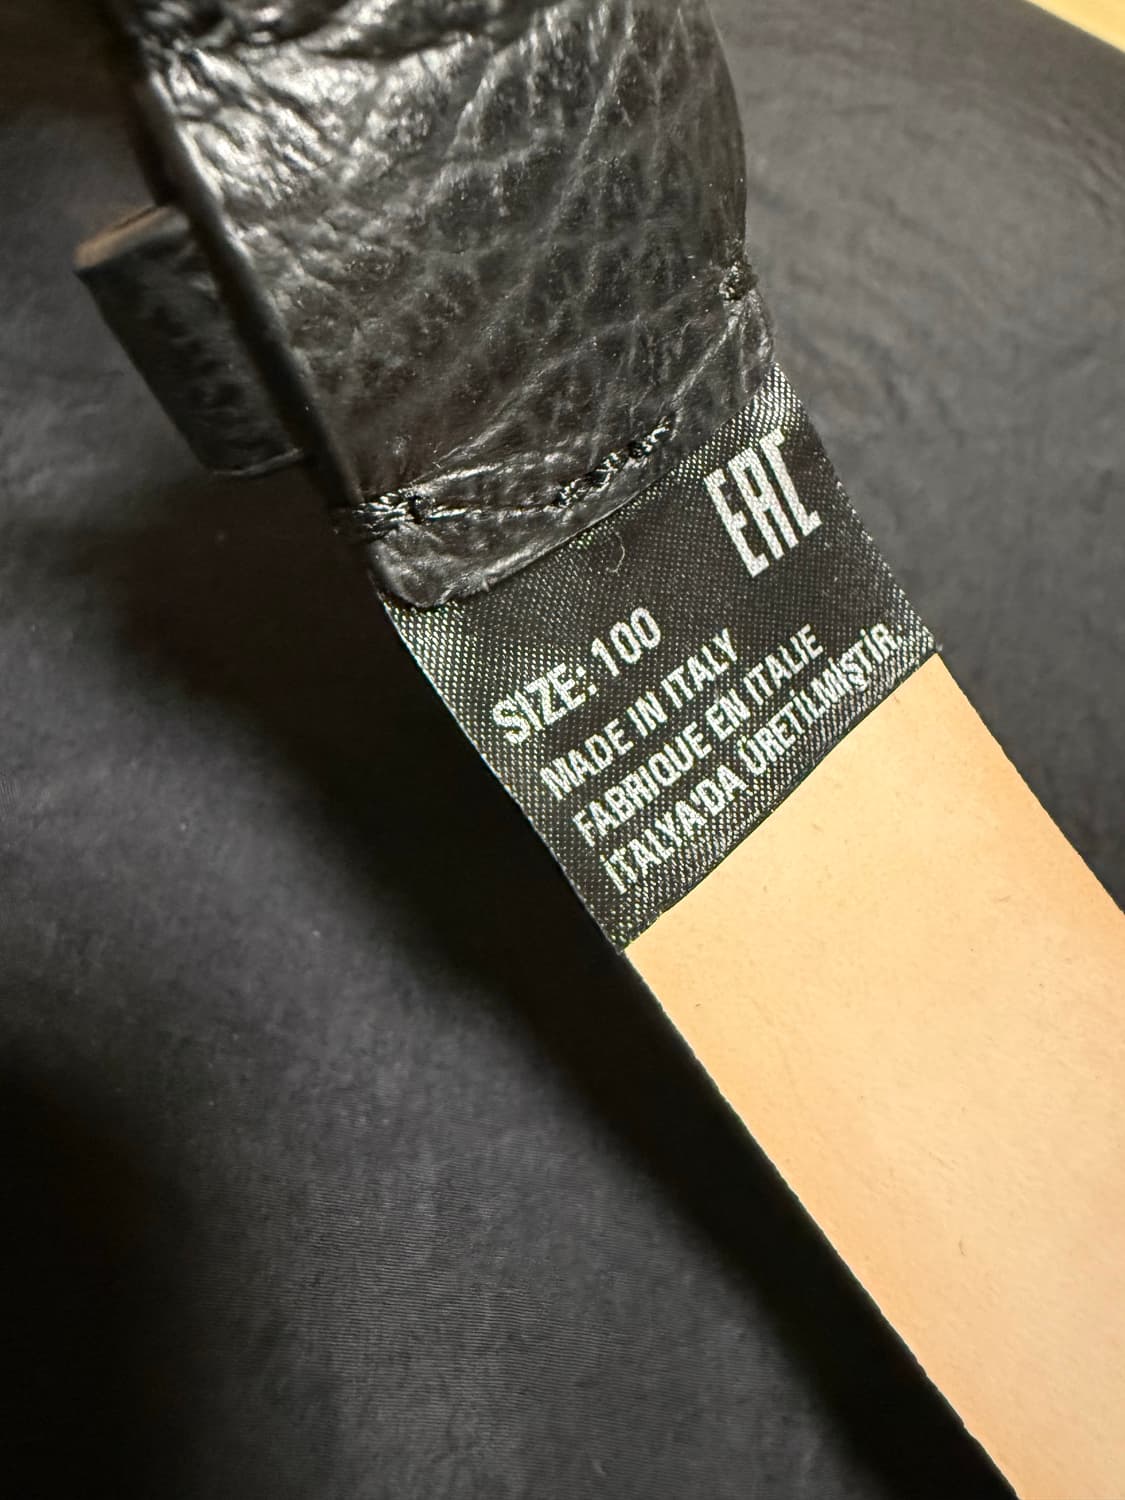 EAC
SIZE: 100
MADE IN ITALY
FABRIQUE EN ITALIE
İTALYA'DA ÜRETİLMİŞTİR.